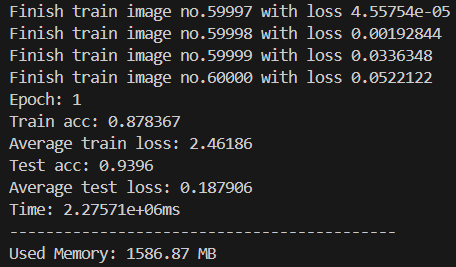 Finish train image no.59997 with loss 4.55754e-05
Finish train image no.59998 with loss 0.00192844
Finish train image no.59999 with loss 0.0336348
Finish train image no.60000 with loss 0.0522122
Epoch: 1
Train acc: 0.878367
Average train loss: 2.46186
Test acc: 0.9396
Average test loss: 0.187906
Time: 2.27571e+06ms
-------------------------------------------
Used Memory: 1586.87 MB